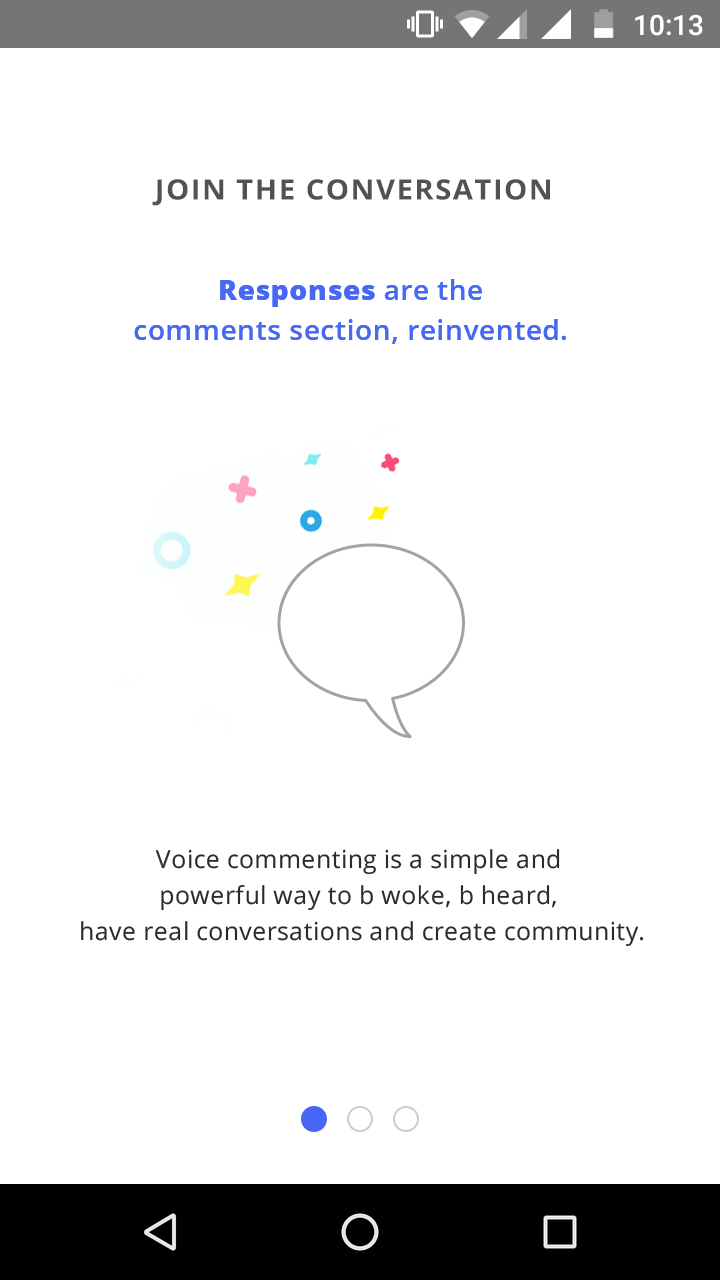 10:13
JOIN THE CONVERSATION
Responses are the
comments section, reinvented.
Voice commenting is a simple and
powerful way to b woke, b heard,
have real conversations and create community.